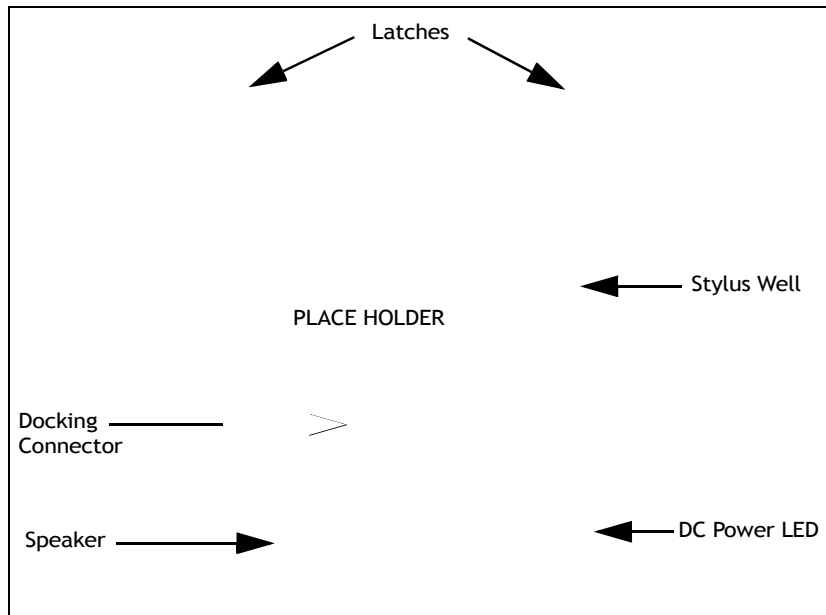 Latches
Stylus Well
PLACE HOLDER
Docking
Connector
Speaker
DC Power LED